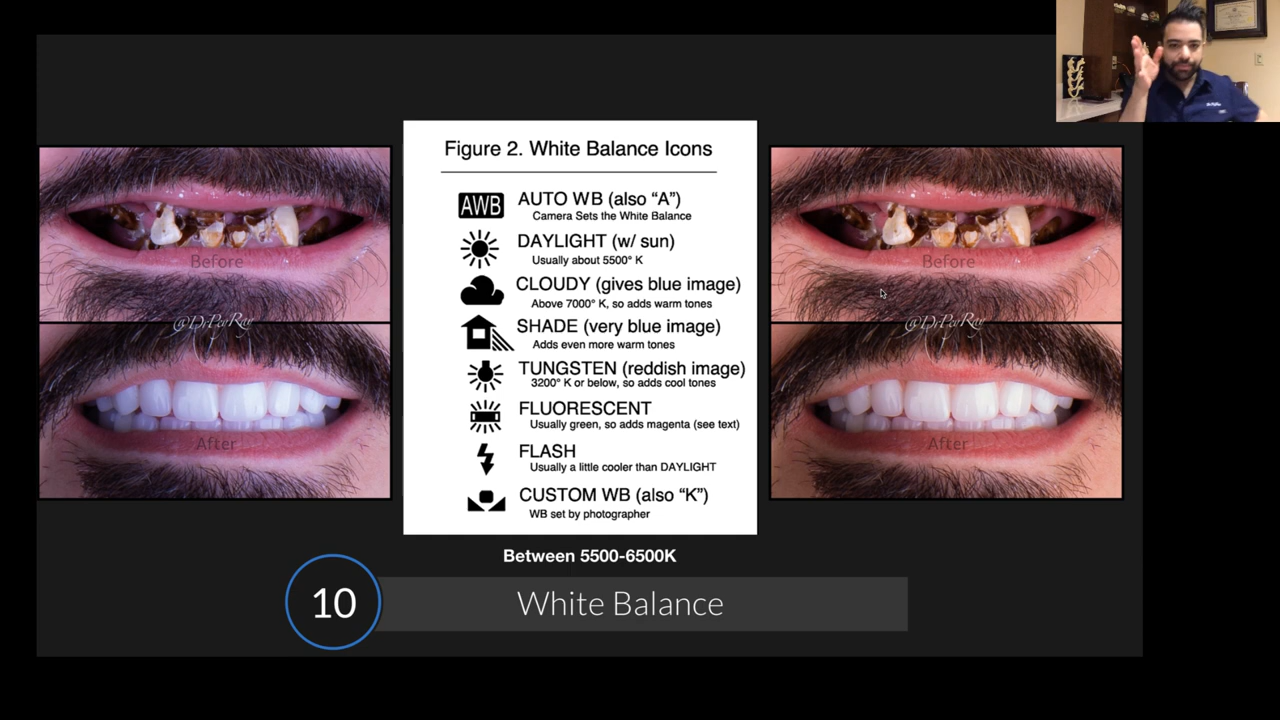 Figure 2. White Balance Icons
AWB
AUTO WB (also “A”)
Camera Sets the White Balance
DAYLIGHT (w/ sun)
Usually about 5500° K
CLOUDY (gives blue image)
Above 7000° K, so adds warm tones
SHADE (very blue image)
Adds even more warm tones
TUNGSTEN (reddish image)
3200° K or below, so adds cool tones
FLUORESCENT
Usually green, so adds magenta (see text)
FLASH
Usually a little cooler than DAYLIGHT
CUSTOM WB (also “K”)
WB set by photographer
Before
@DrPevRay
After
Before
@DrPevRay
After
Between 5500-6500K
10
White Balance